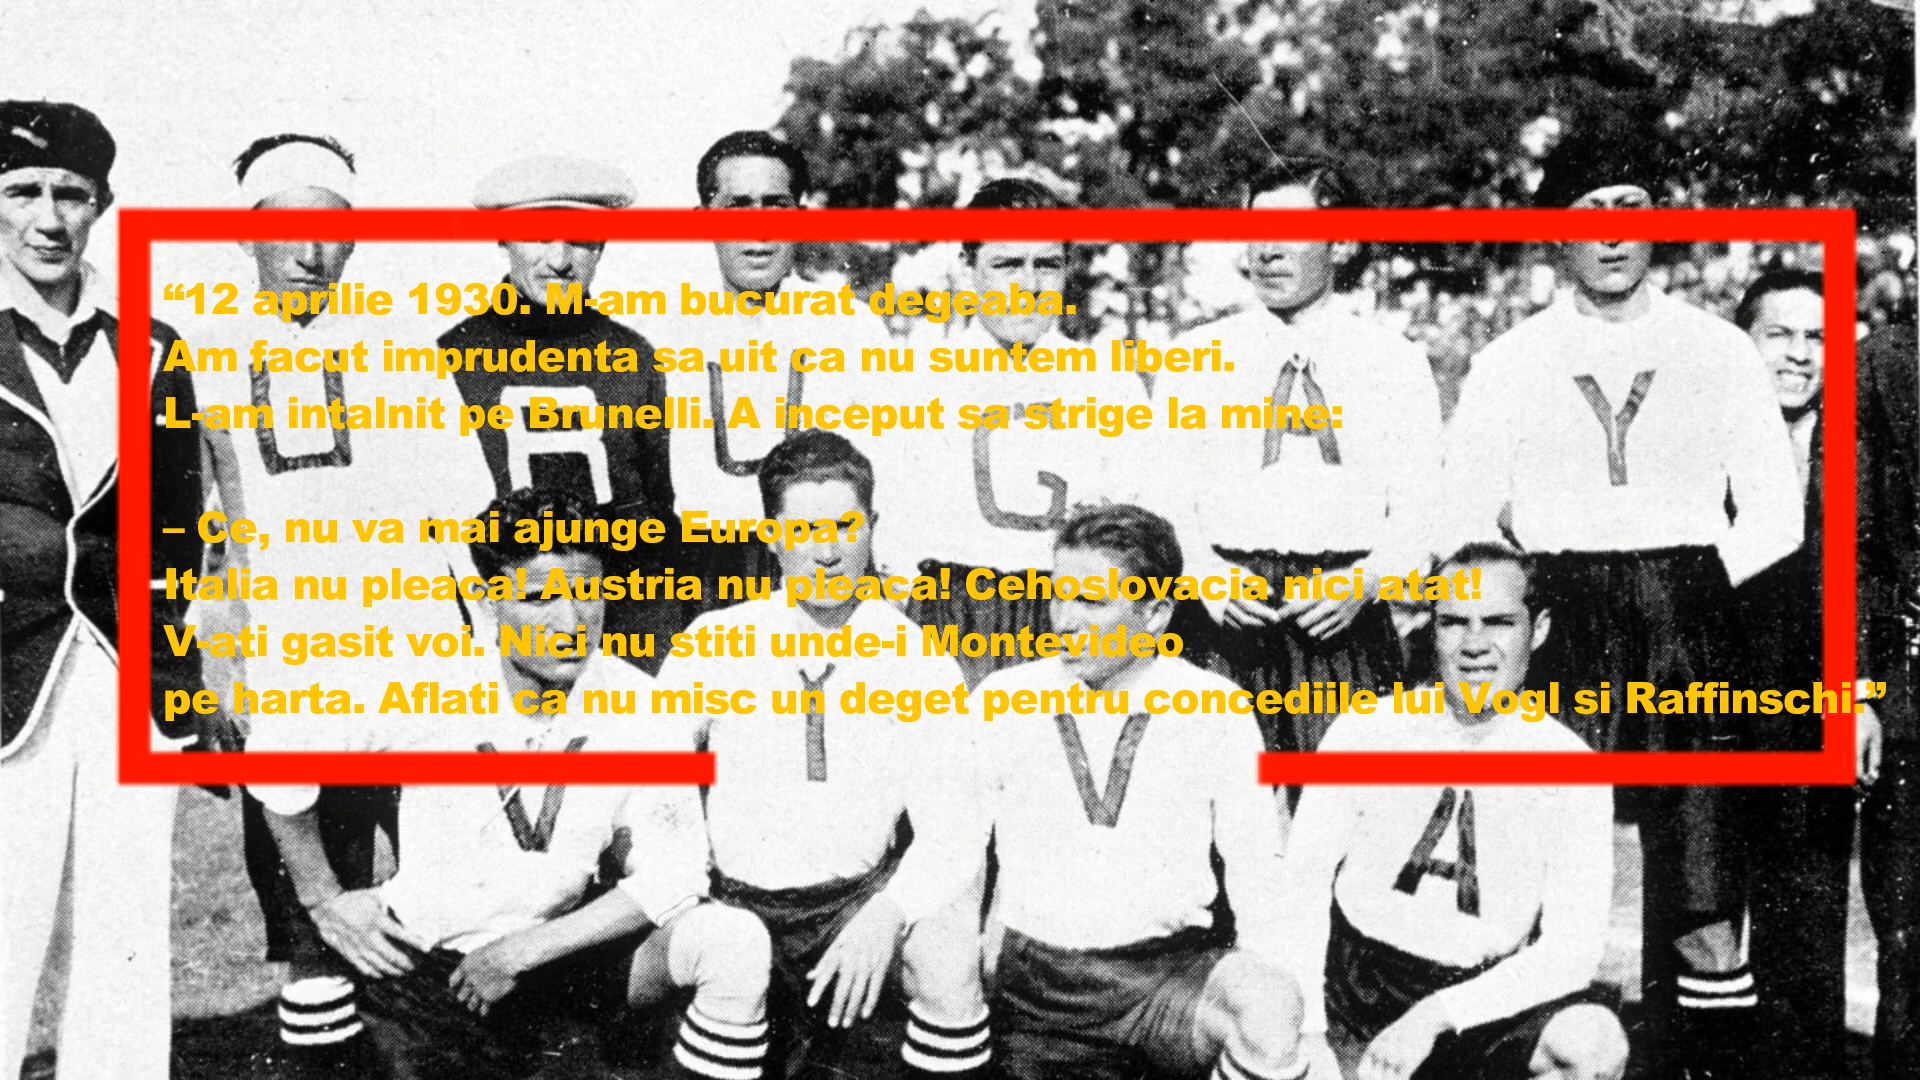 “12 aprilie 1930. M-am bucurat degeaba.
Am facut imprudenta sa uit ca nu suntem liberi.
L-am intalnit pe Brunelli. A inceput sa strige la mine:
– Ce, nu va mai ajunge Europa?
Italia nu pleaca! Austria nu pleaca! Cehoslovacia nici atat!
V-ati gasit voi. Nici nu stiti unde-i Montevideo
pe harta. Aflati ca nu misc un deget pentru concediile lui Vogl si Raffinschi.”
U R U G A Y
V I V A